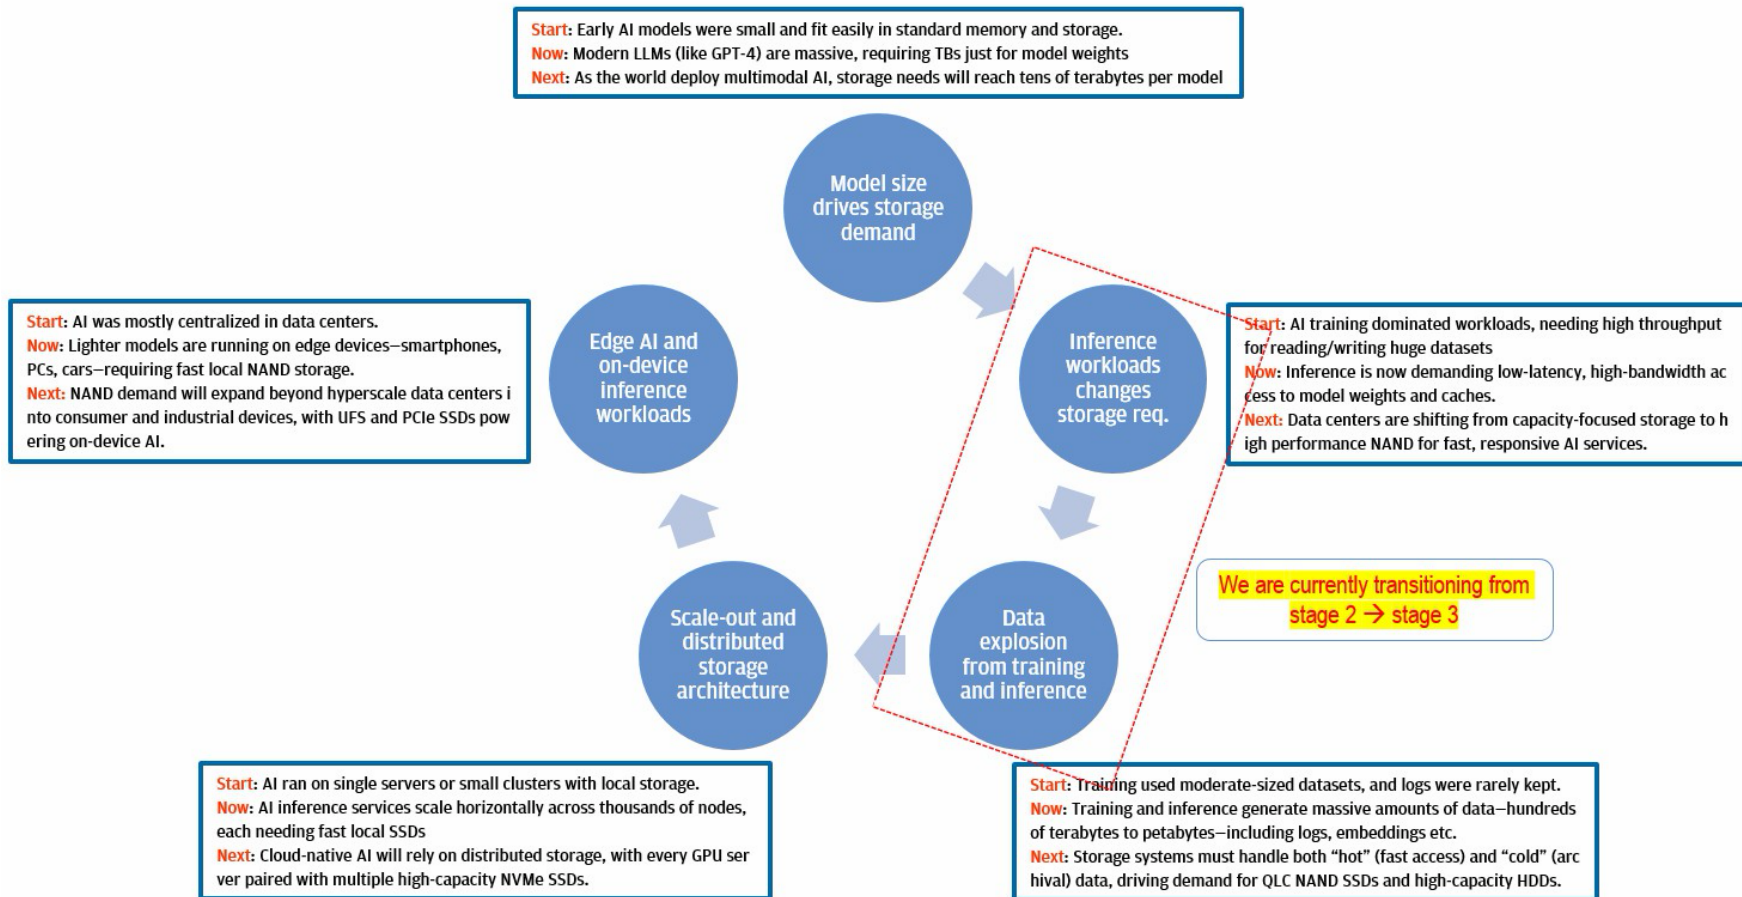 Start: Early AI models were small and fit easily in standard memory and storage.
Now: Modern LLMs (like GPT-4) are massive, requiring TBs just for model weights
Next: As the world deploy multimodal AI, storage needs will reach tens of terabytes per model
Model size
drives storage
demand
Inference
workloads
changes
storage req.
Start: AI training dominated workloads, needing high throughput
for reading/writing huge datasets
Now: Inference is now demanding low-latency, high-bandwidth ac
cess to model weights and caches.
Next: Data centers are shifting from capacity-focused storage to h
igh performance NAND for fast, responsive AI services.
We are currently transitioning from
stage 2 → stage 3
Data
explosion
from training
and inference
Start: Training used moderate-sized datasets, and logs were rarely kept.
Now: Training and inference generate massive amounts of data—hundreds
of terabytes to petabytes—including logs, embeddings etc.
Next: Storage systems must handle both “hot” (fast access) and “cold” (arc
hival) data, driving demand for QLC NAND SSDs and high-capacity HDDs.
Scale-out and
distributed
storage
architecture
Start: AI ran on single servers or small clusters with local storage.
Now: AI inference services scale horizontally across thousands of nodes,
each needing fast local SSDs
Next: Cloud-native AI will rely on distributed storage, with every GPU ser
ver paired with multiple high-capacity NVMe SSDs.
Edge AI and
on-device
inference
workloads
Start: AI was mostly centralized in data centers.
Now: Lighter models are running on edge devices—smartphones,
PCs, cars—requiring fast local NAND storage.
Next: NAND demand will expand beyond hyperscale data centers i
nto consumer and industrial devices, with UFS and PCIe SSDs pow
ering on-device AI.